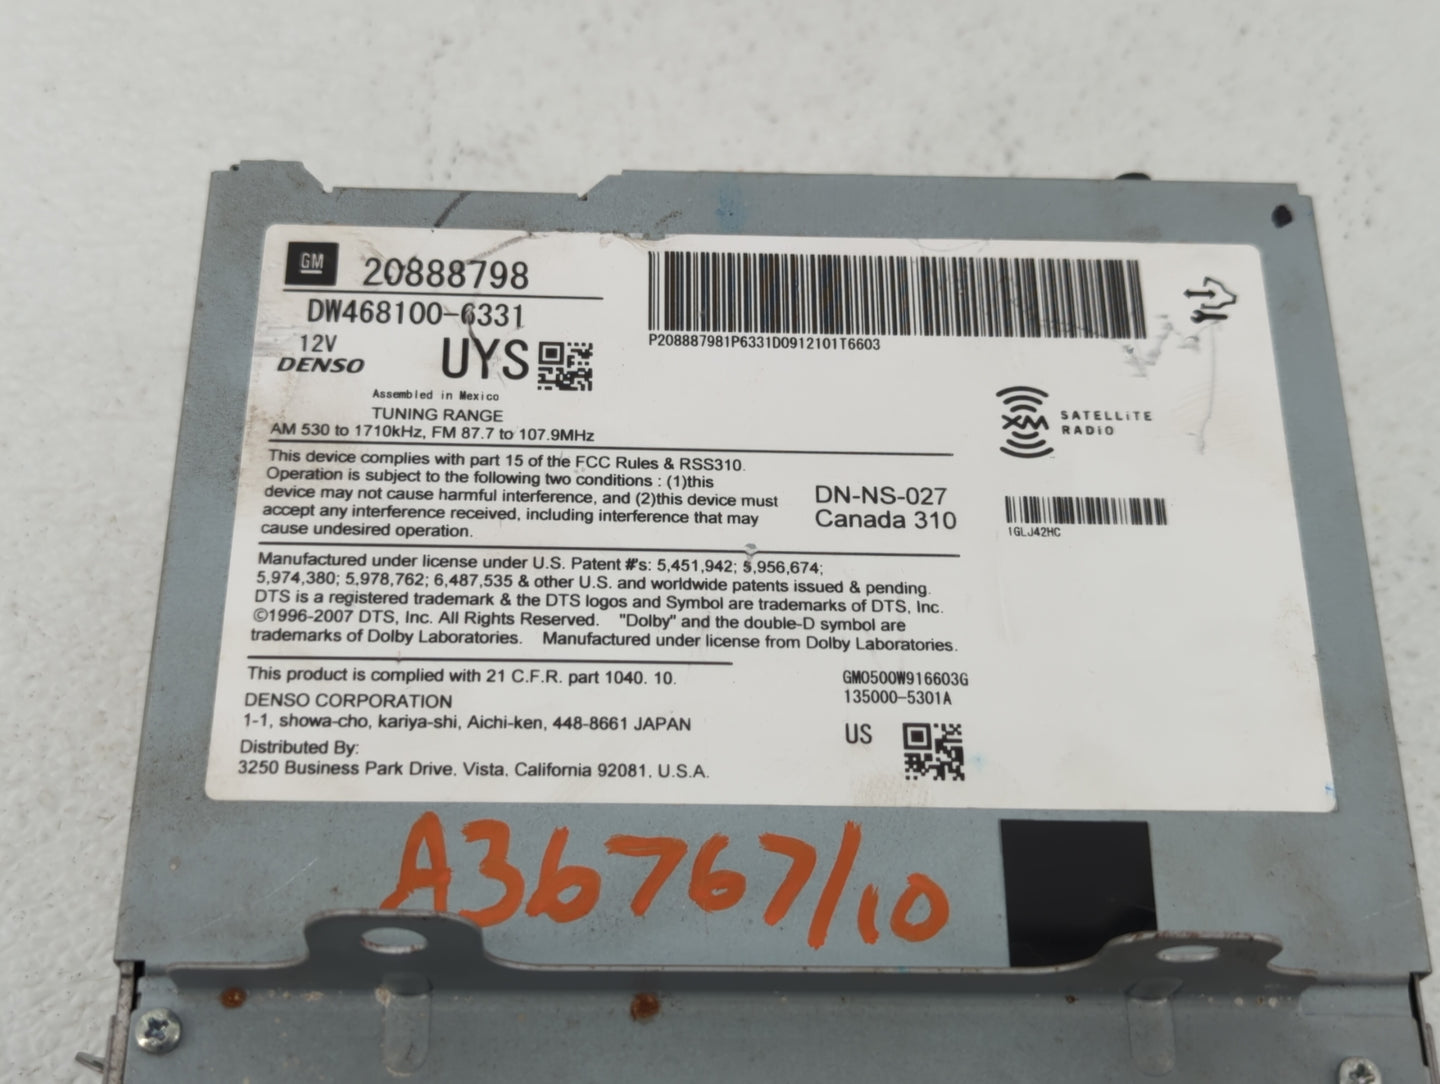 GM 20888798
DW468100-6331
12V
DENSO
UYS
Assembled in Mexico
TUNING RANGE
AM 530 to 1710kHz, FM 87.7 to 107.9MHz
P208887981P6331D0912101T6603
XM SATELLiTE
RADiO
This device complies with part 15 of the FCC Rules & RSS310.
Operation is subject to the following two conditions : (1)this
device may not cause harmful interference, and (2)this device must
accept any interference received, including interference that may
cause undesired operation.
DN-NS-027
Canada 310
1GLJ42HC
Manufactured under license under U.S. Patent #'s: 5,451,942; 5,956,674;
5,974,380; 5,978,762; 6,487,535 & other U.S. and worldwide patents issued & pending.
DTS is a registered trademark & the DTS logos and Symbol are trademarks of DTS, Inc.
©1996-2007 DTS, Inc. All Rights Reserved. "Dolby" and the double-D symbol are
trademarks of Dolby Laboratories. Manufactured under license from Dolby Laboratories.
This product is complied with 21 C.F.R. part 1040. 10.
DENSO CORPORATION
1-1, showa-cho, kariya-shi, Aichi-ken, 448-8661 JAPAN
Distributed By:
3250 Business Park Drive. Vista. California 92081. U.S.A.
GM0500W916603G
135000-5301A
US
A36767/10